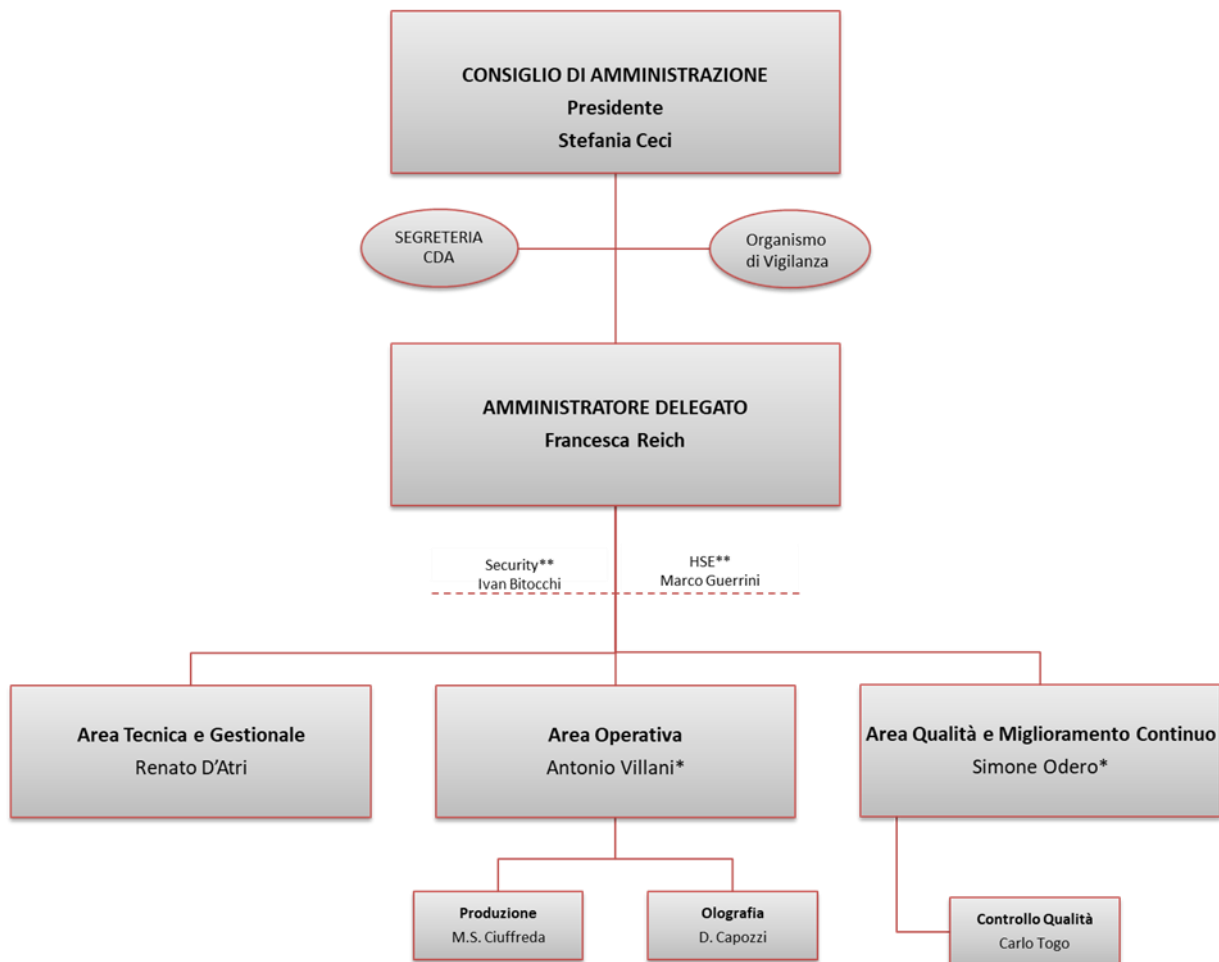 CONSIGLIO DI AMMINISTRAZIONE
Presidente
Stefania Ceci
SEGRETERIA
CDA
Organismo
di Vigilanza
AMMINISTRATORE DELEGATO
Francesca Reich
Security**
Ivan Bitocchi
HSE**
Marco Guerrini
Area Tecnica e Gestionale
Renato D'Atri
Area Operativa
Antonio Villani*
Area Qualità e Miglioramento Continuo
Simone Odero*
Produzione
M.S. Ciuffreda
Olografia
D. Capozzi
Controllo Qualità
Carlo Togo